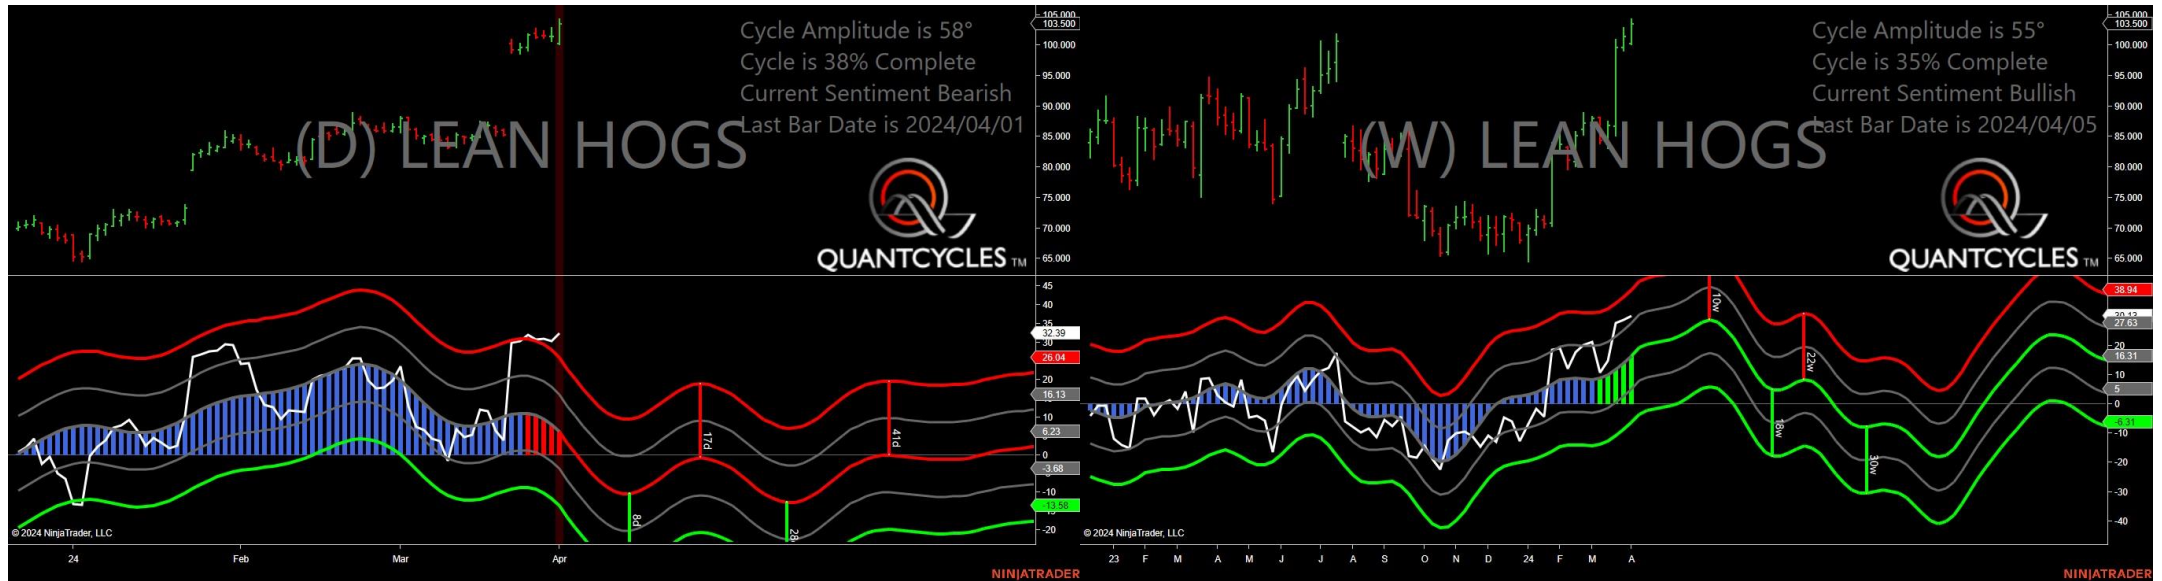 Cycle Amplitude is 58°
Cycle is 38% Complete
Current Sentiment Bearish
Last Bar Date is 2024/04/01
(D) LEAN HOGS
QUANTCYCLES TM
105.000
103.500
100.000
95.000
90.000
85.000
80.000
75.000
70.000
65.000
45
40
32.39
30
26.04
20
16.13
10
6.23
0
-3.68
-10
-13.58
-20
8d
17d
28
41d
© 2024 NinjaTrader, LLC
24 Feb Mar Apr
NINJATRADER
Cycle Amplitude is 55°
Cycle is 35% Complete
Current Sentiment Bullish
Last Bar Date is 2024/04/05
(W) LEAN HOGS
QUANTCYCLES TM
105.000
103.500
100.000
95.000
90.000
85.000
80.000
75.000
70.000
65.000
38.94
27.63
20
16.31
10
5
0
-6.31
-10
-20
-30
-40
10w
18w
22w
30w
© 2024 NinjaTrader, LLC
23 F M A M J J A S O N D 24 F M A
NINJATRADER